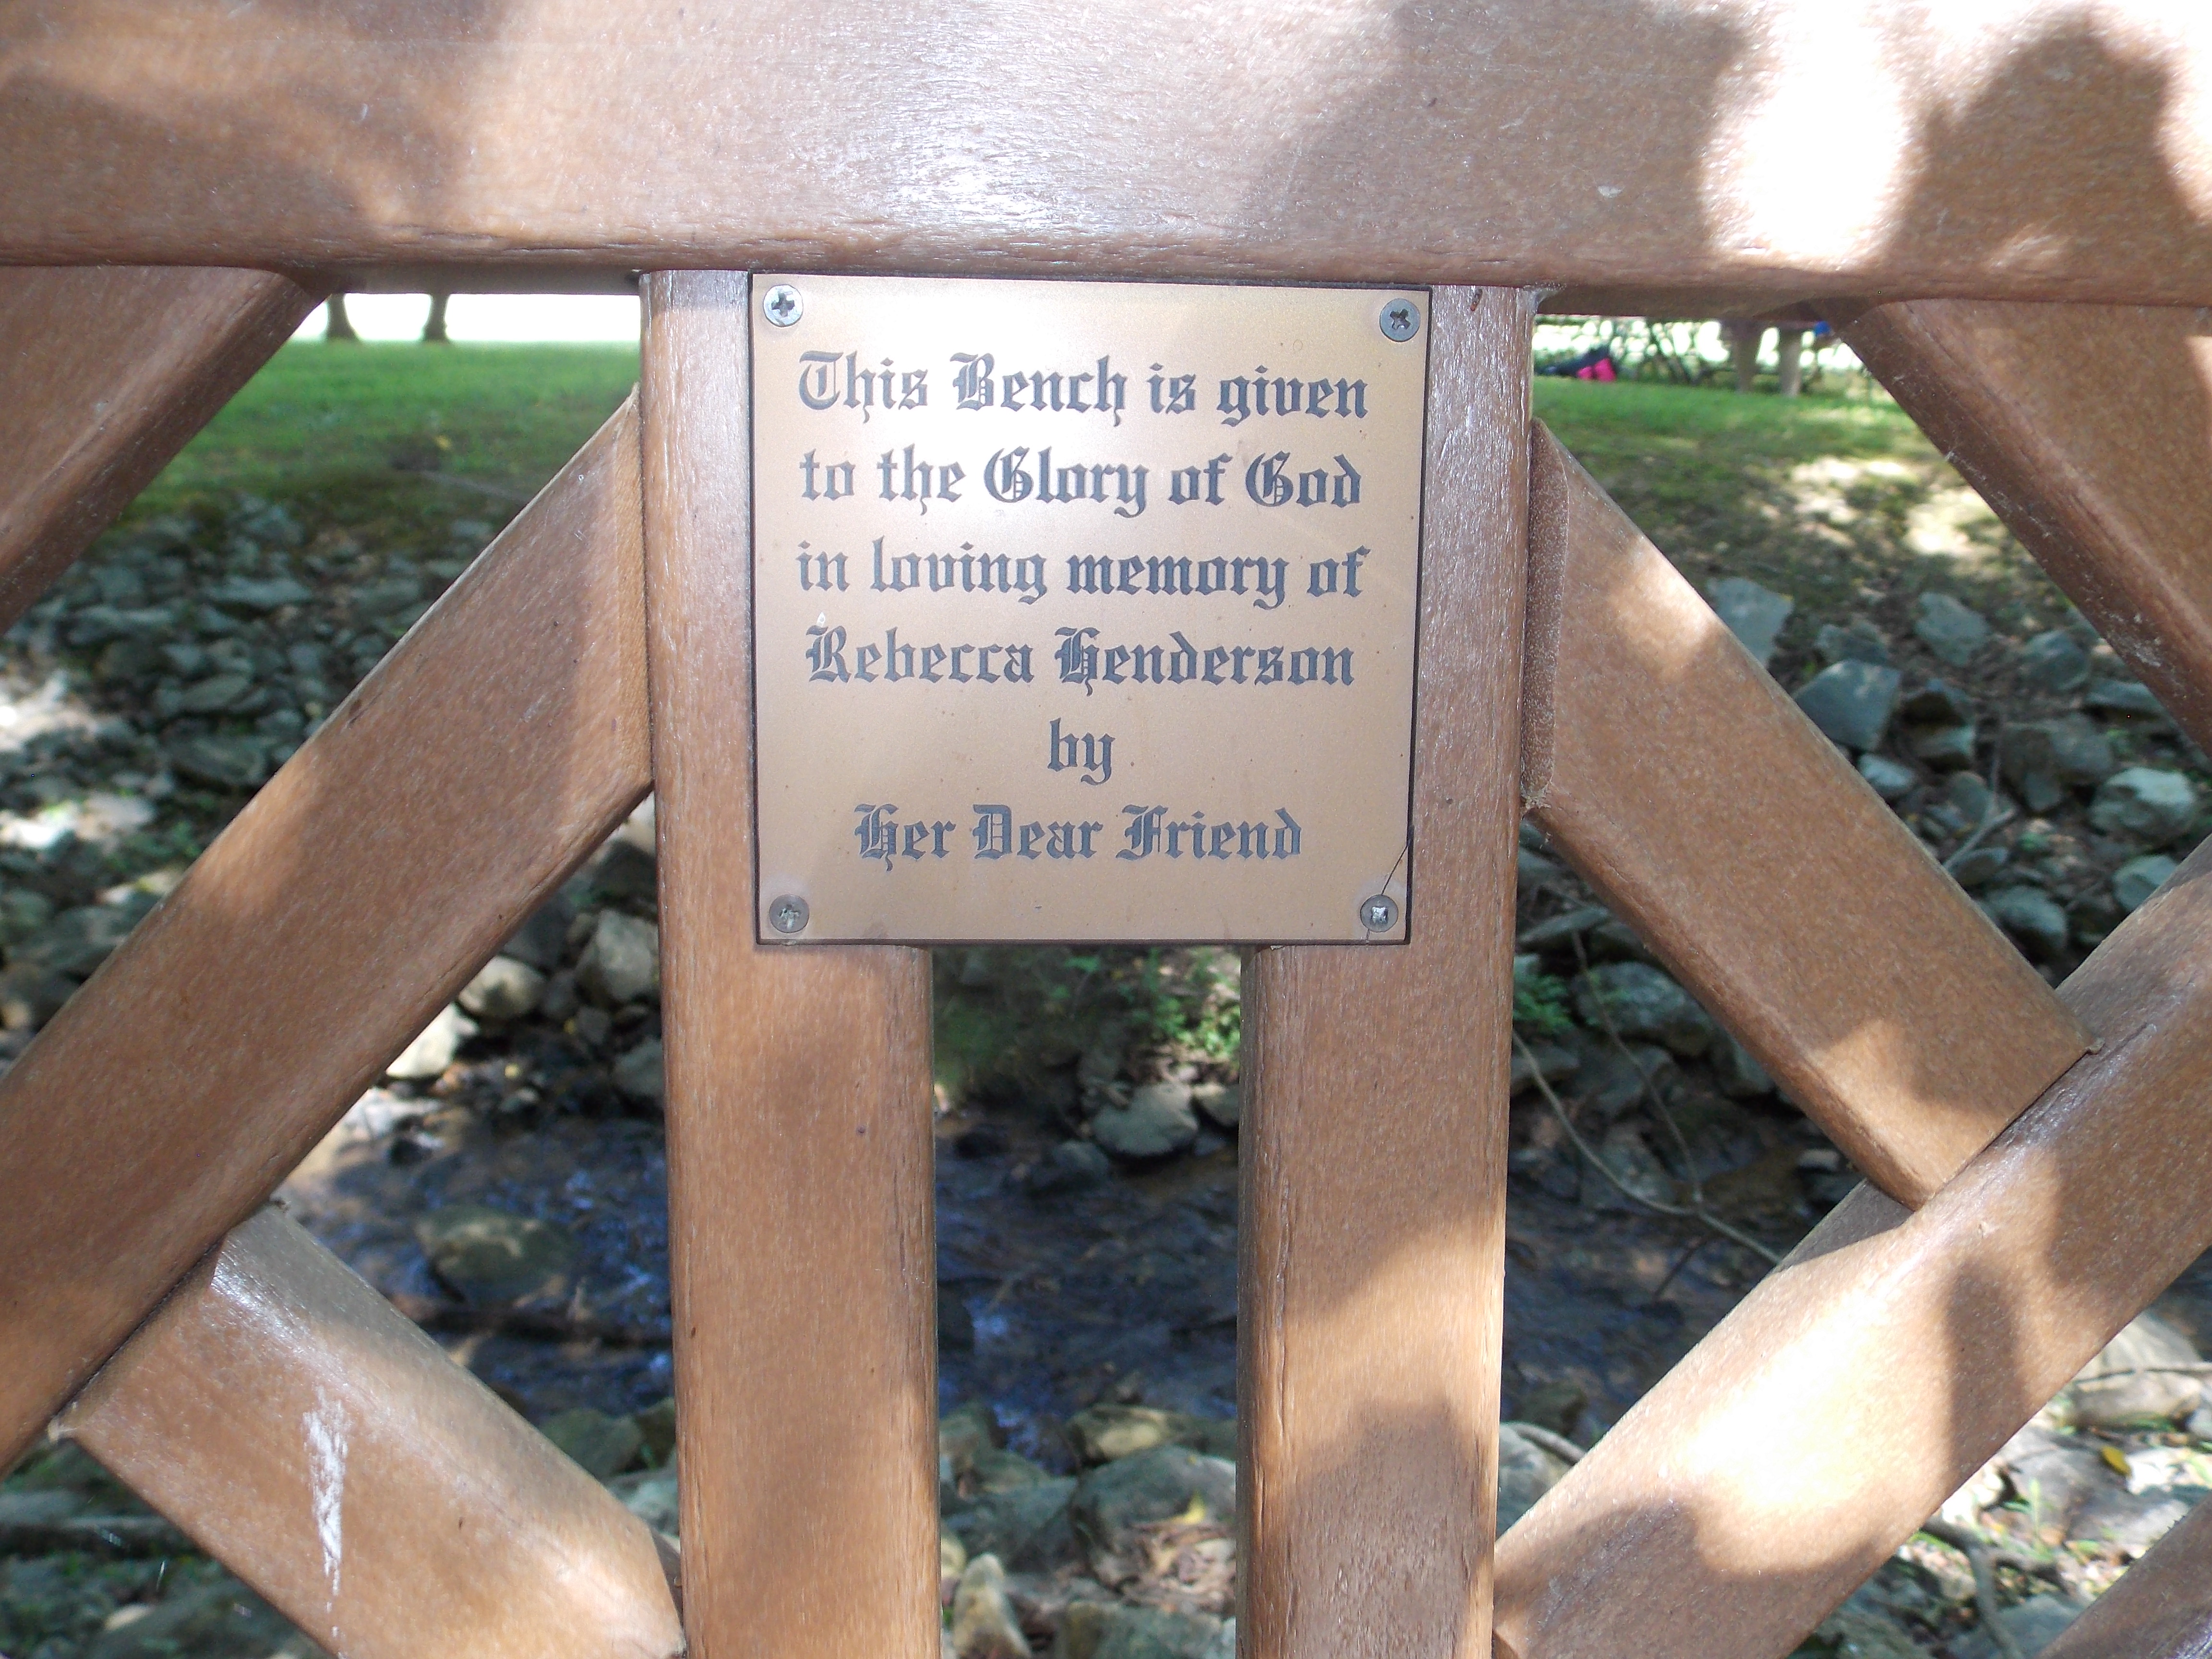 This Bench is given
to the Glory of God
in loving memory of
Rebecca Henderson
by
Her Dear Friend